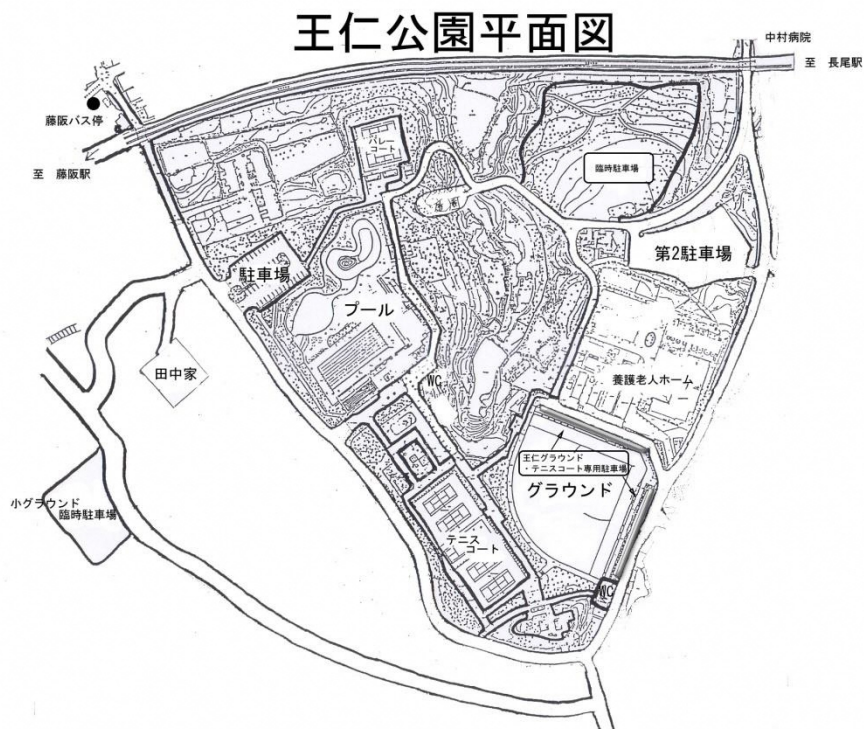 王仁公園平面図
中村病院
至 長尾駅
藤阪バス停
至 藤阪駅
バレー
コート
臨時駐車場
第2駐車場
駐車場
プール
田中家
養護老人ホーム
WC
王仁グラウンド
・テニスコート専用駐車場
グラウンド
小グラウンド
臨時駐車場
テニス
コート
WC